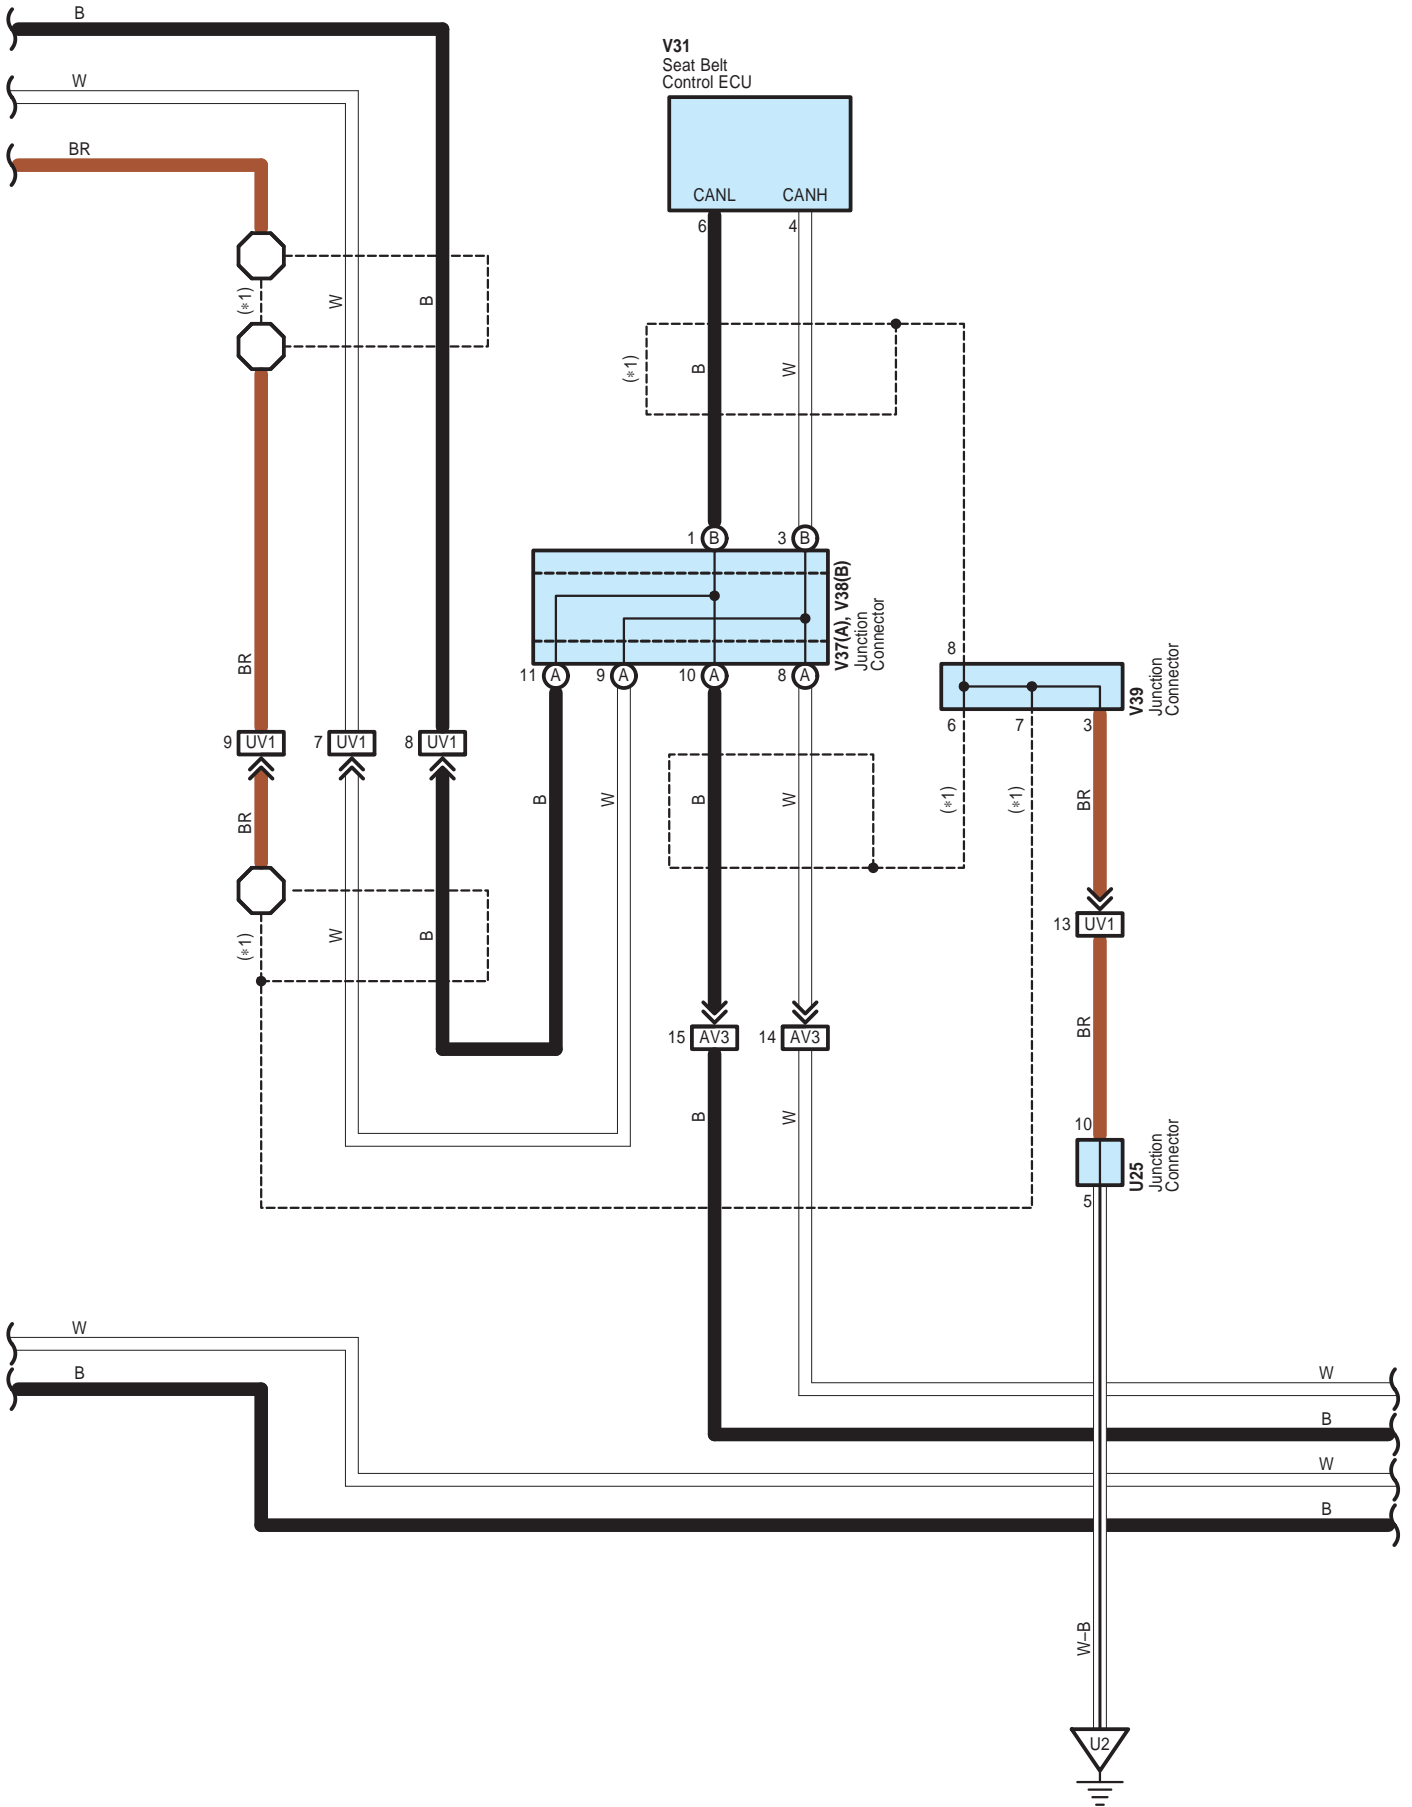 B
V31
Seat Belt
Control ECU
W
BR
CANL CANH
6 4
(*1) W B
(*1) B W
1 B 3 B
V37(A), V38(B)
Junction
Connector
BR
8
11 A 9 A 10 A 8 A
V39
Junction
Connector
6 7 3
9 UV1 7 UV1 8 UV1
BR B W B W (*1) (*1) BR
13 UV1
(*1) W B
15 AV3 14 AV3
BR
B W
10
U25
Junction
Connector
5
W
B
W
B
W
B
W–B
U2